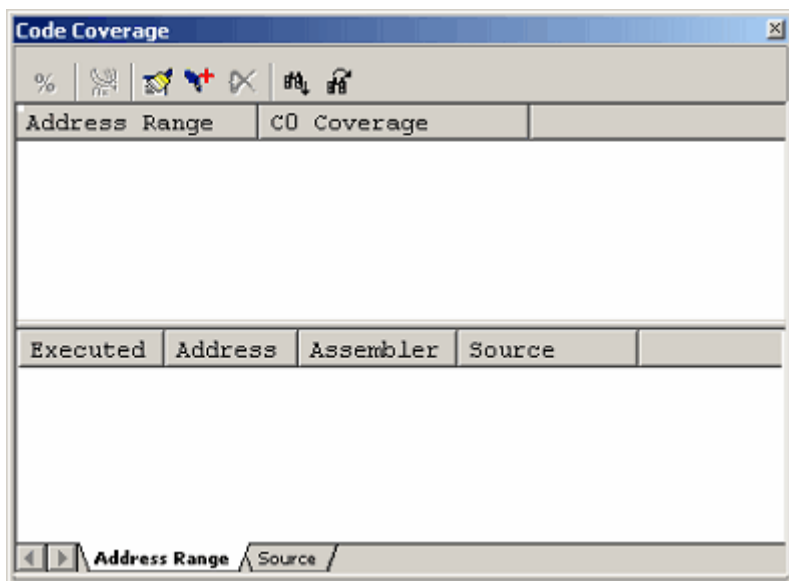 Code Coverage
%
Address Range C0 Coverage
Executed Address Assembler Source
Address Range Source